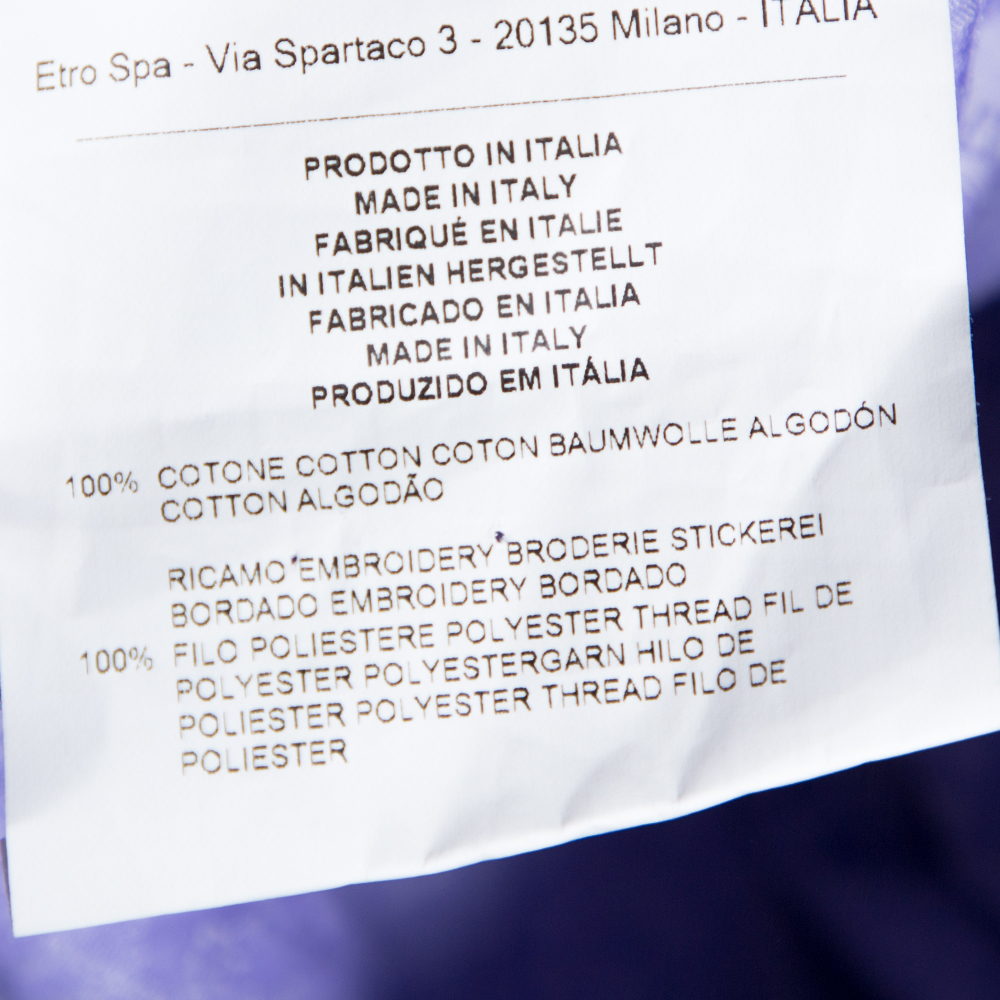 Etro Spa - Via Spartaco 3 - 20135 Milano - ITALIA
PRODOTTO IN ITALIA
MADE IN ITALY
FABRIQUÉ EN ITALIE
IN ITALIEN HERGESTELLT
FABRICADO EN ITALIA
MADE IN ITALY
PRODUZIDO EM ITÁLIA
100% COTONE COTTON COTON BAUMWOLLE ALGODÓN
COTTON ALGODÃO
RICAMO EMBROIDERY BRODERIE STICKEREI
BORDADO EMBROIDERY BORDADO
100% FILO POLIESTERE POLYESTER THREAD FIL DE
POLYESTER POLYESTERGARN HILO DE
POLIESTER POLYESTER THREAD FILO DE
POLIESTER